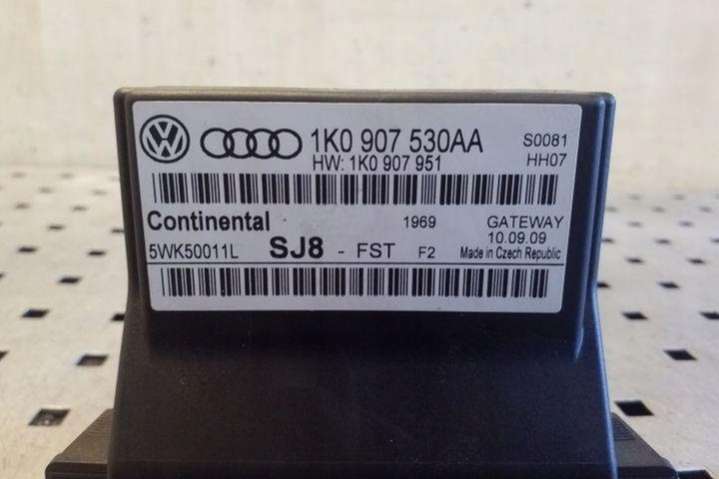 1K0 907 530AA S0081
HW: 1K0 907 951 HH07
Continental 1969 GATEWAY
10.09.09
5WK50011L SJ8 - FST F2 Made in Czech Republic